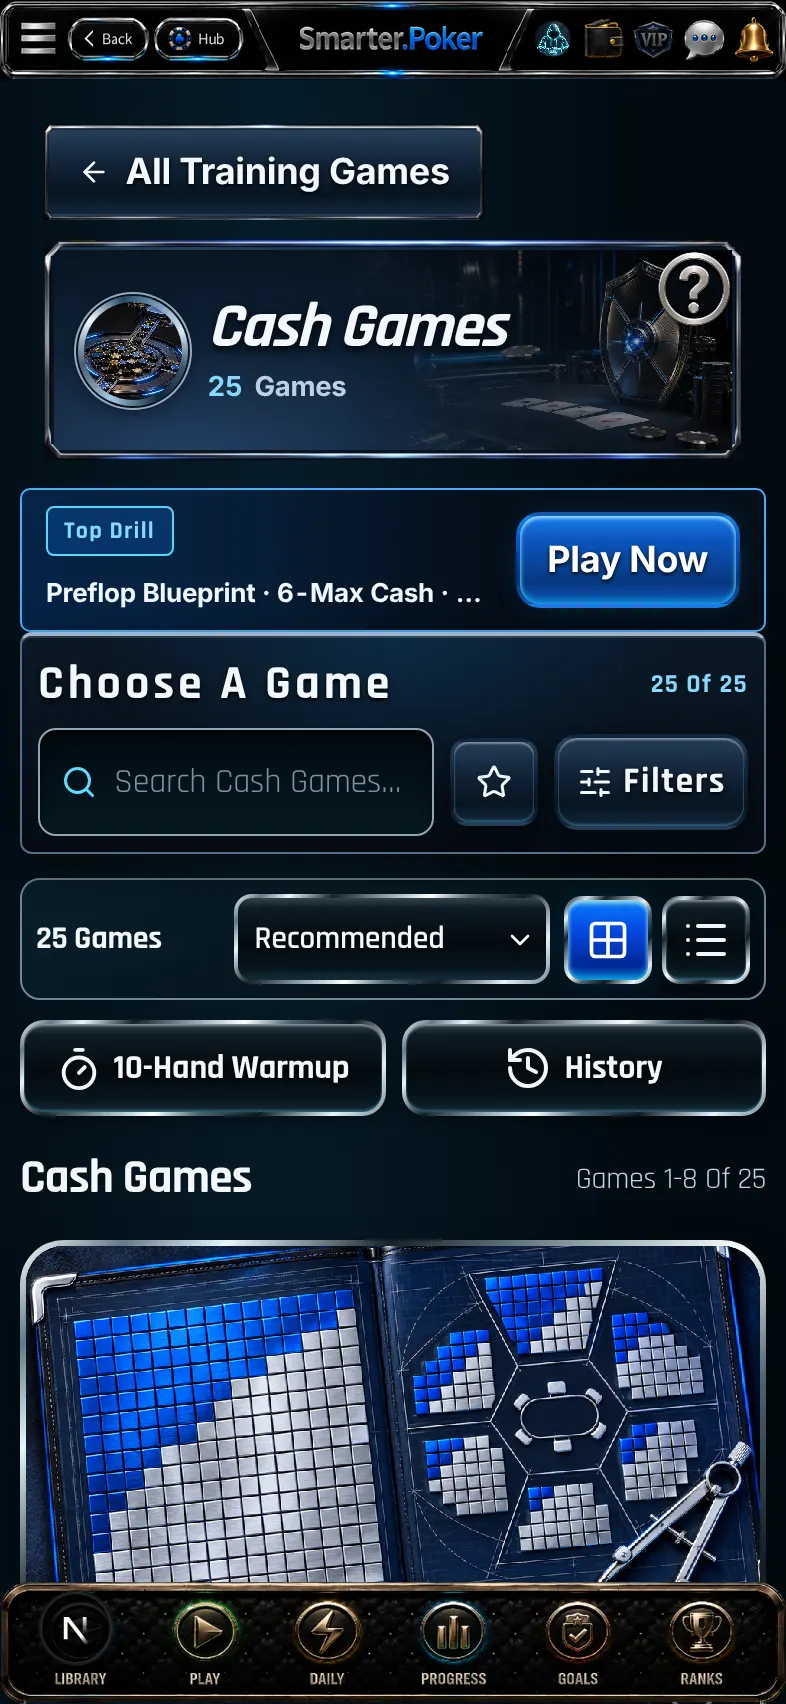 Back
Hub
Smarter.Poker
VIP
All Training Games
Cash Games
25 Games
?
Top Drill
Preflop Blueprint · 6-Max Cash · ...
Play Now
Choose A Game
25 Of 25
Search Cash Games...
Filters
25 Games
Recommended
10-Hand Warmup
History
Cash Games
Games 1-8 Of 25
N
LIBRARY
PLAY
DAILY
PROGRESS
GOALS
RANKS